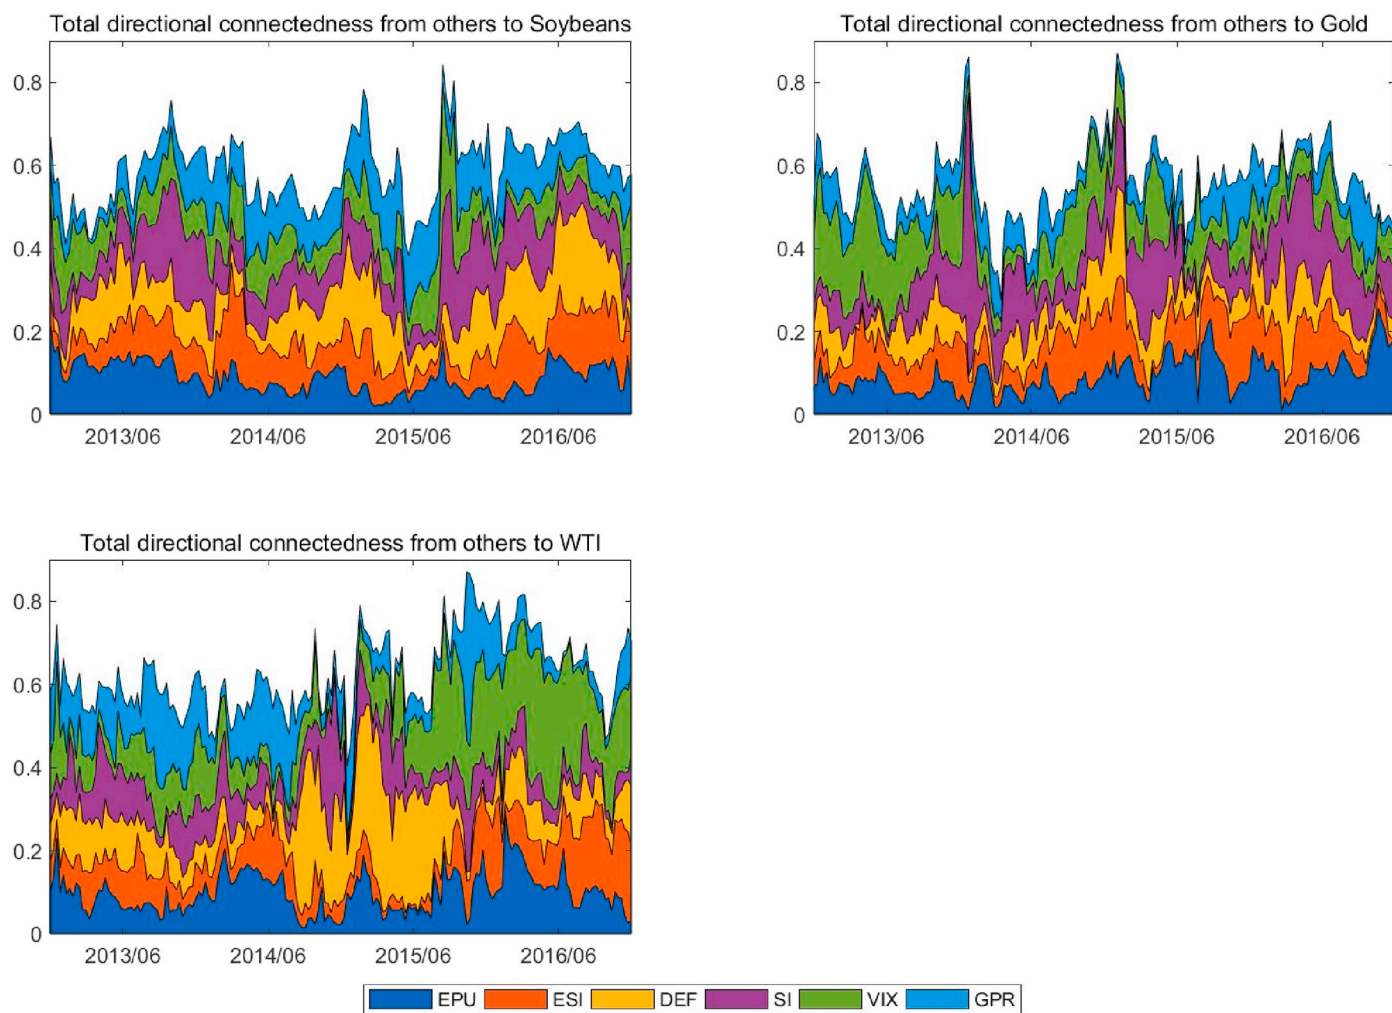 Total directional connectedness from others to Soybeans
0.8
0.6
0.4
0.2
0
2013/06 2014/06 2015/06 2016/06
Total directional connectedness from others to Gold
0.8
0.6
0.4
0.2
0
2013/06 2014/06 2015/06 2016/06
Total directional connectedness from others to WTI
0.8
0.6
0.4
0.2
0
2013/06 2014/06 2015/06 2016/06
EPU ESI DEF SI VIX GPR